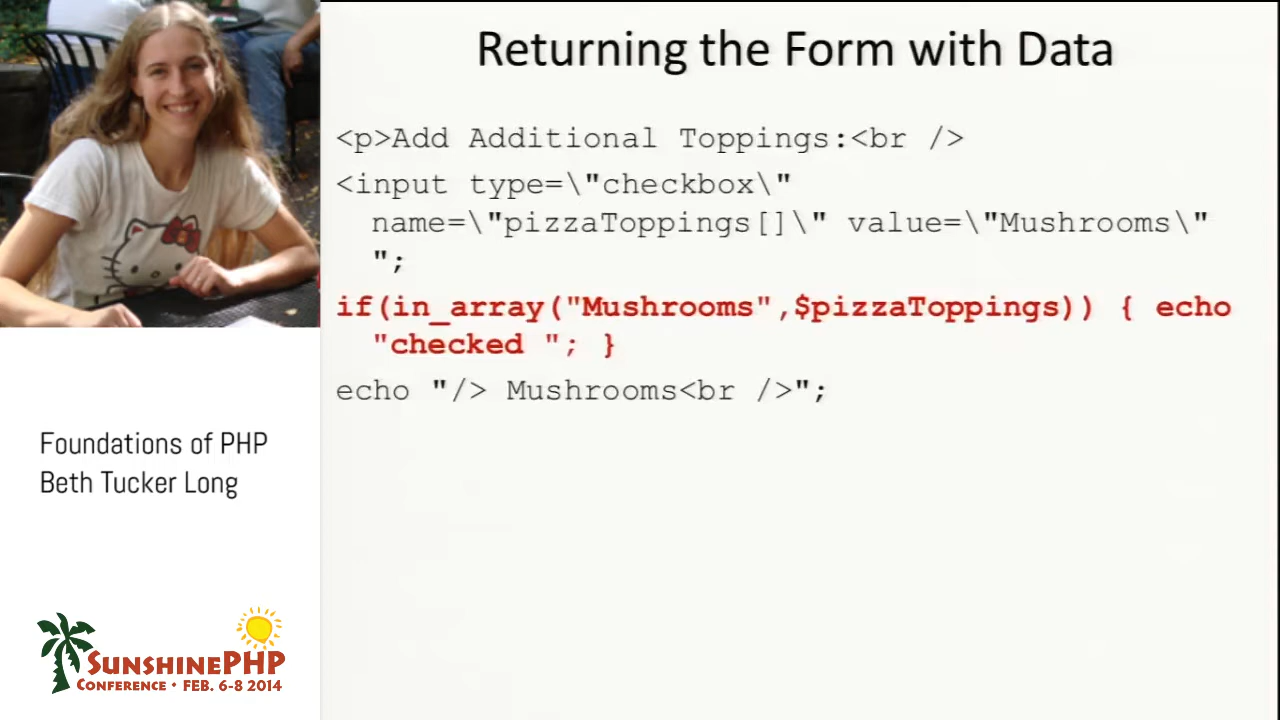 Returning the Form with Data
<p>Add Additional Toppings:<br />
<input type=\"checkbox\"
name=\"pizzaToppings[]\" value=\"Mushrooms\"
";
if(in_array("Mushrooms",$pizzaToppings)) { echo
"checked "; }
echo "/> Mushrooms<br />";
Foundations of PHP
Beth Tucker Long
SUNSHINEPHP
CONFERENCE • FEB. 6-8 2014